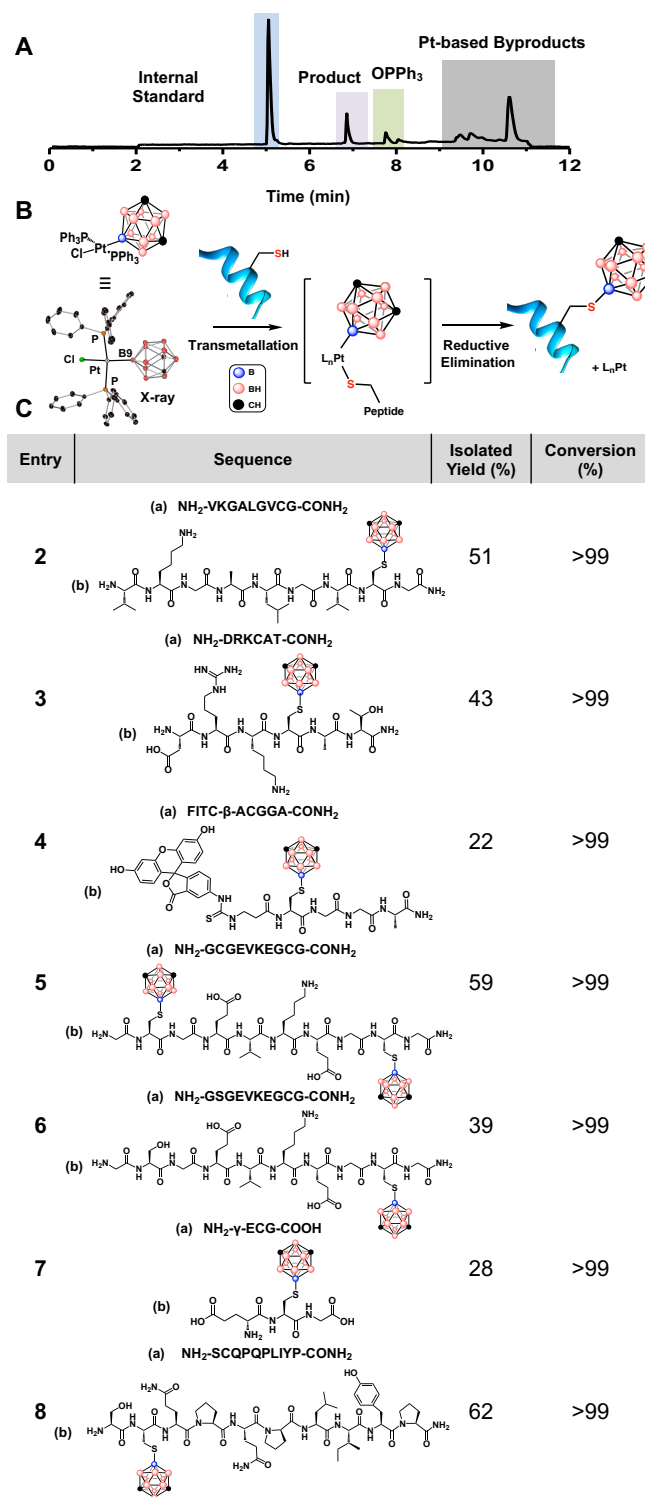 A
Internal Standard
Product
OPPh₃
Pt-based Byproducts
0 2 4 6 8 10 12
Time (min)
B
Ph₃P
Cl Pt
PPh₃
≡
P
Cl
B9
Pt
P
X-ray
SH
Transmetallation
B
BH
CH
LₙPt
S
Peptide
Reductive Elimination
S
+ LₙPt
C
Entry Sequence Isolated Yield (%) Conversion (%)
(a) NH₂-VKGALGVCG-CONH₂
2 (b) 51 >99
(a) NH₂-DRKCAT-CONH₂
3 (b) 43 >99
(a) FITC-β-ACGGA-CONH₂
4 (b) 22 >99
(a) NH₂-GCGEVKEGCG-CONH₂
5 (b) 59 >99
(a) NH₂-GSGEVKEGCG-CONH₂
6 (b) 39 >99
(a) NH₂-γ-ECG-COOH
7 (b) 28 >99
(a) NH₂-SCQPQPLIYP-CONH₂
8 (b) 62 >99